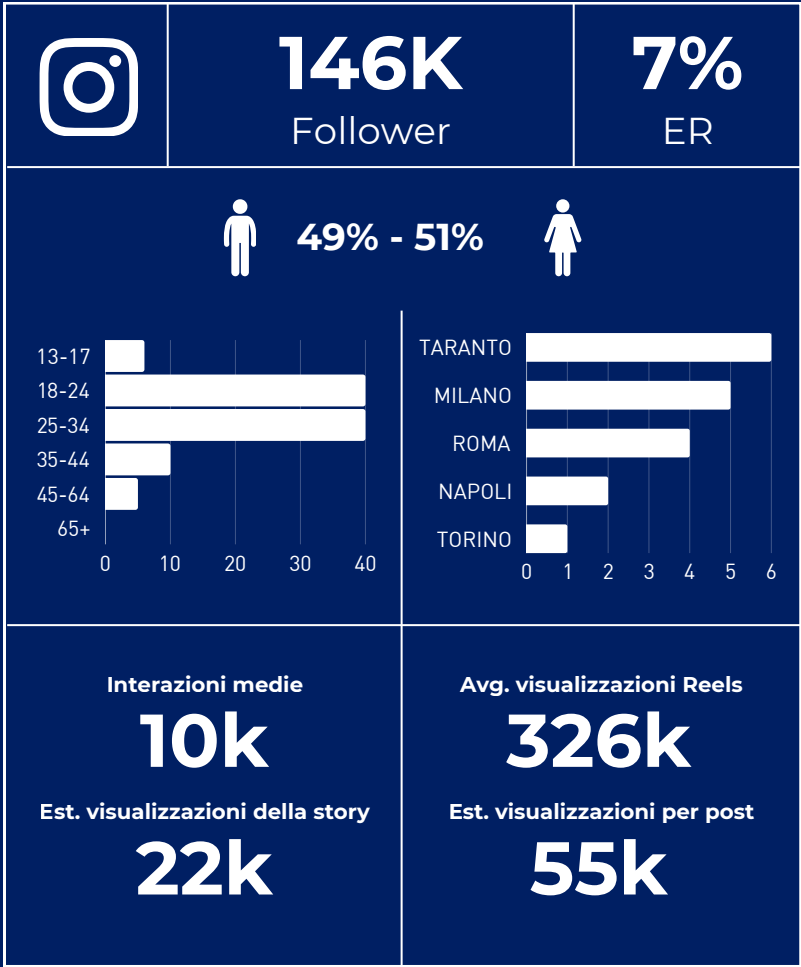 146K
Follower
7%
ER
49% - 51%
13-17
18-24
25-34
35-44
45-64
65+
0 10 20 30 40
TARANTO
MILANO
ROMA
NAPOLI
TORINO
0 1 2 3 4 5 6
Interazioni medie
10k
Est. visualizzazioni della story
22k
Avg. visualizzazioni Reels
326k
Est. visualizzazioni per post
55k